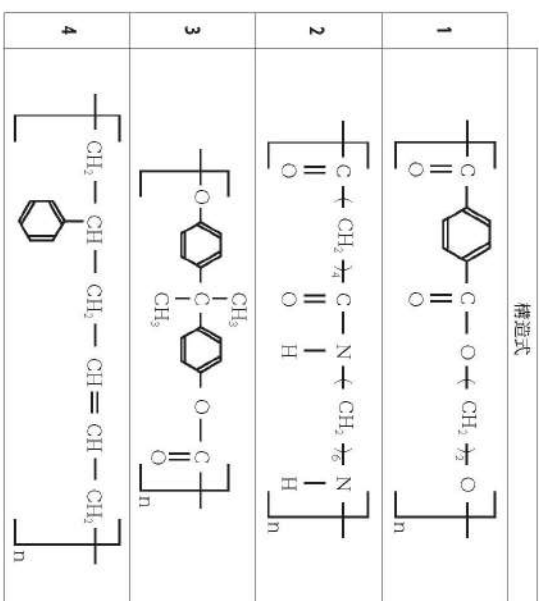 構造式
1
C (CH₂)₂ O
O=C C=O O
2
C (CH₂)₄ C N (CH₂)₆ N
O O H H
n
3
O C O C
CH₃
CH₃
O
n
4
CH₂ CH CH₂ CH=CH CH₂
n